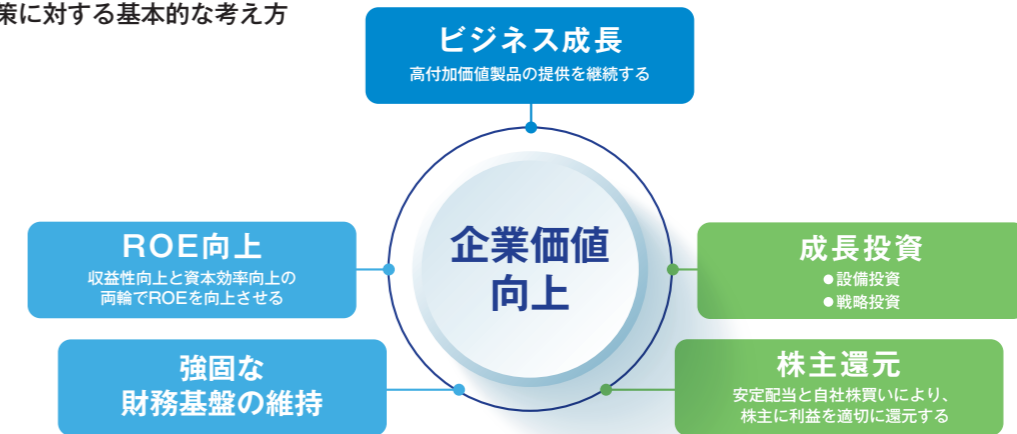 策に対する基本的な考え方
ビジネス成長
高付加価値製品の提供を継続する
ROE向上
収益性向上と資本効率向上の
両輪でROEを向上させる
企業価値
向上
成長投資
●設備投資
●戦略投資
強固な
財務基盤の維持
株主還元
安定配当と自社株買いにより、
株主に利益を適切に還元する